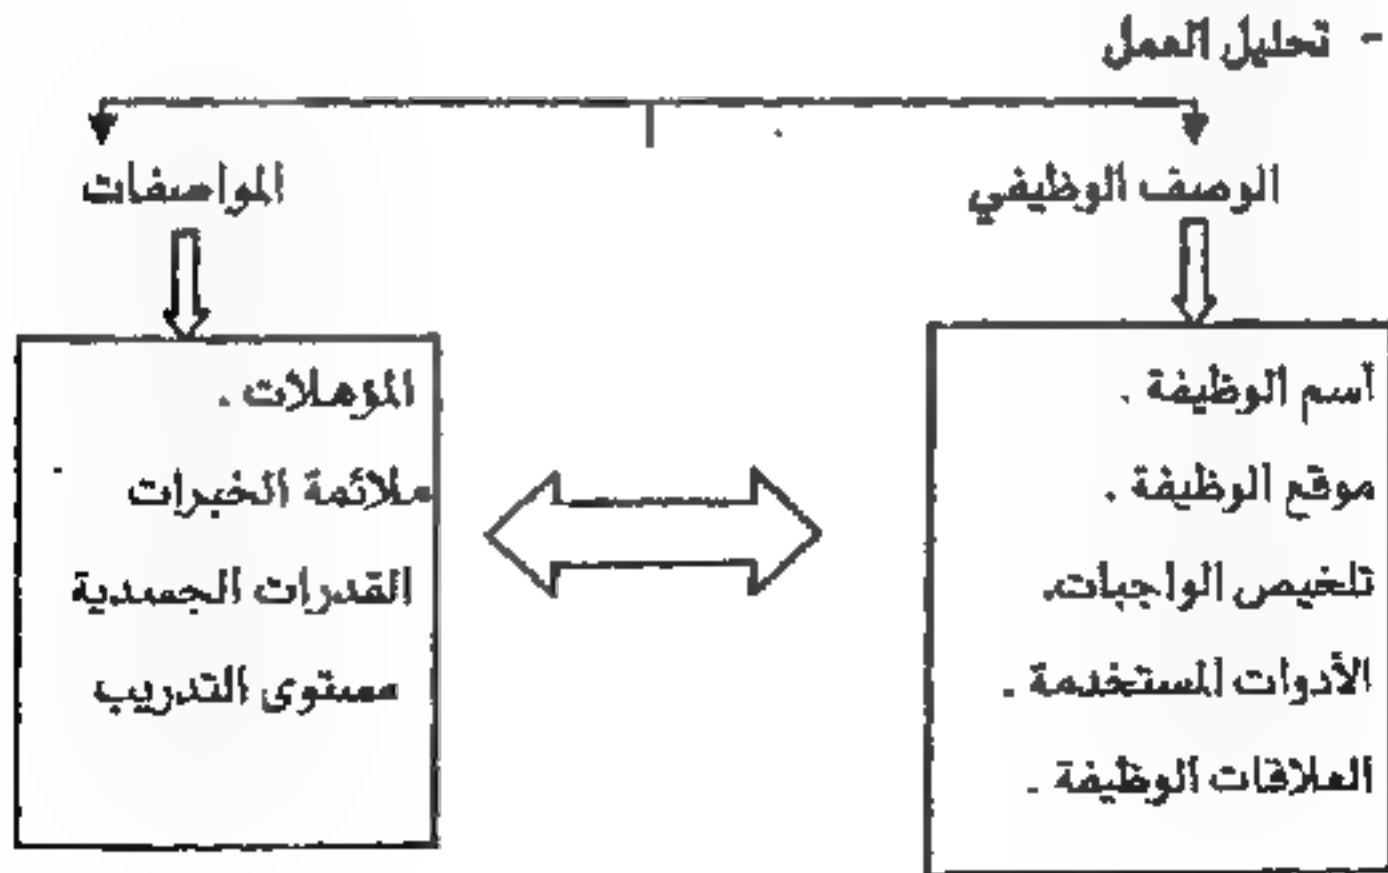 - تحليل العمل
الوصف الوظيفي
المواصفات
أسم الوظيفة .
موقع الوظيفة .
تلخيص الواجبات.
الأدوات المستخدمة .
العلاقات الوظيفة .
المؤهلات .
ملائمة الخبرات
القدرات الجسدية
مستوى التدريب